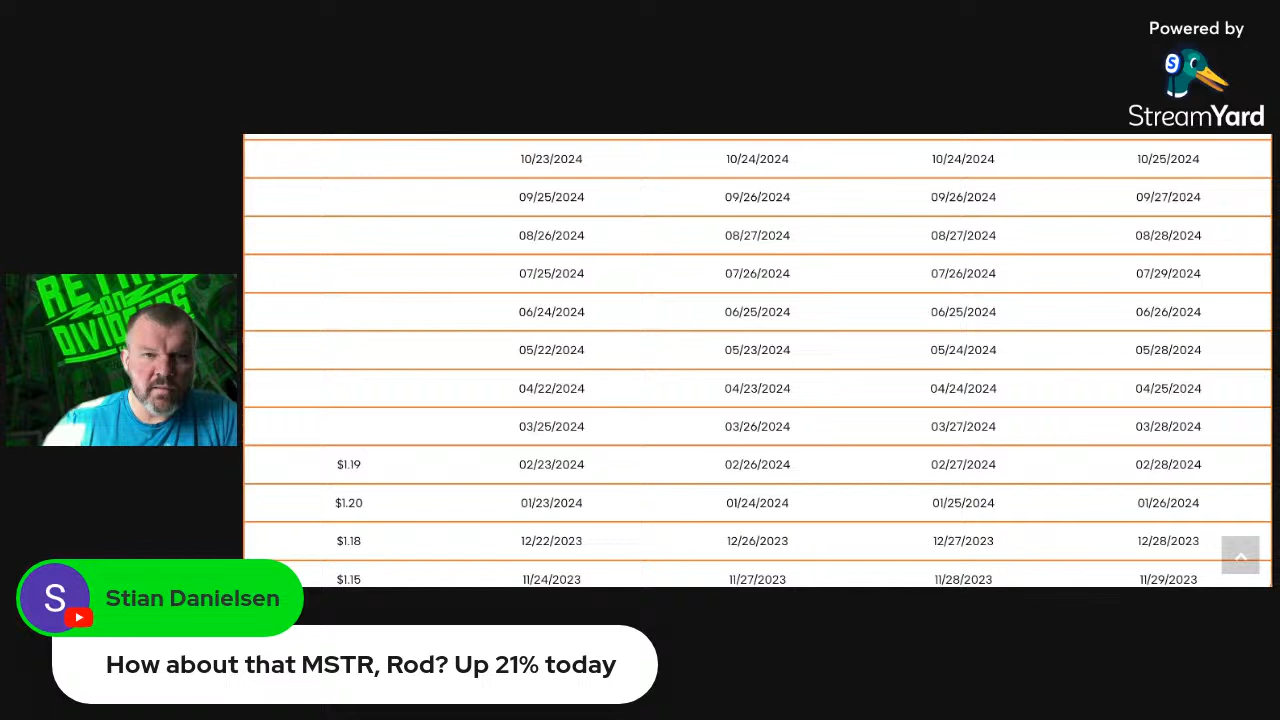 Powered by
StreamYard
10/23/2024 10/24/2024 10/24/2024 10/25/2024
09/25/2024 09/26/2024 09/26/2024 09/27/2024
08/26/2024 08/27/2024 08/27/2024 08/28/2024
07/25/2024 07/26/2024 07/26/2024 07/29/2024
06/24/2024 06/25/2024 06/25/2024 06/26/2024
05/22/2024 05/23/2024 05/24/2024 05/28/2024
04/22/2024 04/23/2024 04/24/2024 04/25/2024
03/25/2024 03/26/2024 03/27/2024 03/28/2024
$1.19 02/23/2024 02/26/2024 02/27/2024 02/28/2024
$1.20 01/23/2024 01/24/2024 01/25/2024 01/26/2024
$1.18 12/22/2023 12/26/2023 12/27/2023 12/28/2023
$1.15 11/24/2023 11/27/2023 11/28/2023 11/29/2023
ON
S
Stian Danielsen
How about that MSTR, Rod? Up 21% today